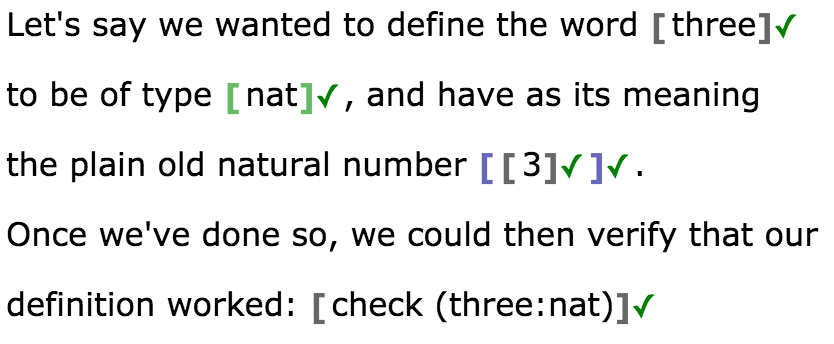 Let's say we wanted to define the word [three]✓
to be of type [nat]✓, and have as its meaning
the plain old natural number [[3]✓]✓.
Once we've done so, we could then verify that our
definition worked: [check (three:nat)]✓